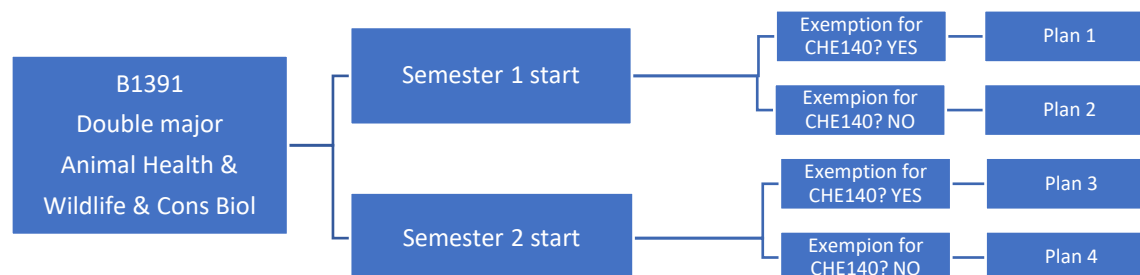 B1391
Double major
Animal Health &
Wildlife & Cons Biol
Semester 1 start
Exemption for
CHE140? YES
Plan 1
Exempion for
CHE140? NO
Plan 2
Semester 2 start
Exemption for
CHE140? YES
Plan 3
Exemption for
CHE140? NO
Plan 4